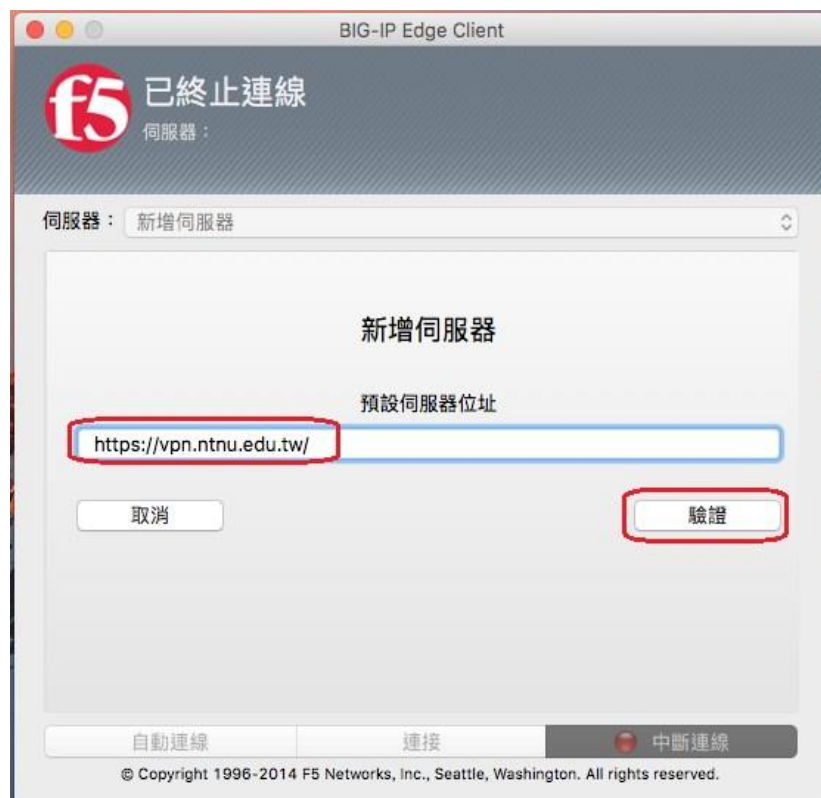 BIG-IP Edge Client
f5
已終止連線
伺服器：
伺服器： 新增伺服器
新增伺服器
預設伺服器位址
https://vpn.ntnu.edu.tw/
取消 驗證
自動連線 連接 中斷連線
© Copyright 1996-2014 F5 Networks, Inc., Seattle, Washington. All rights reserved.